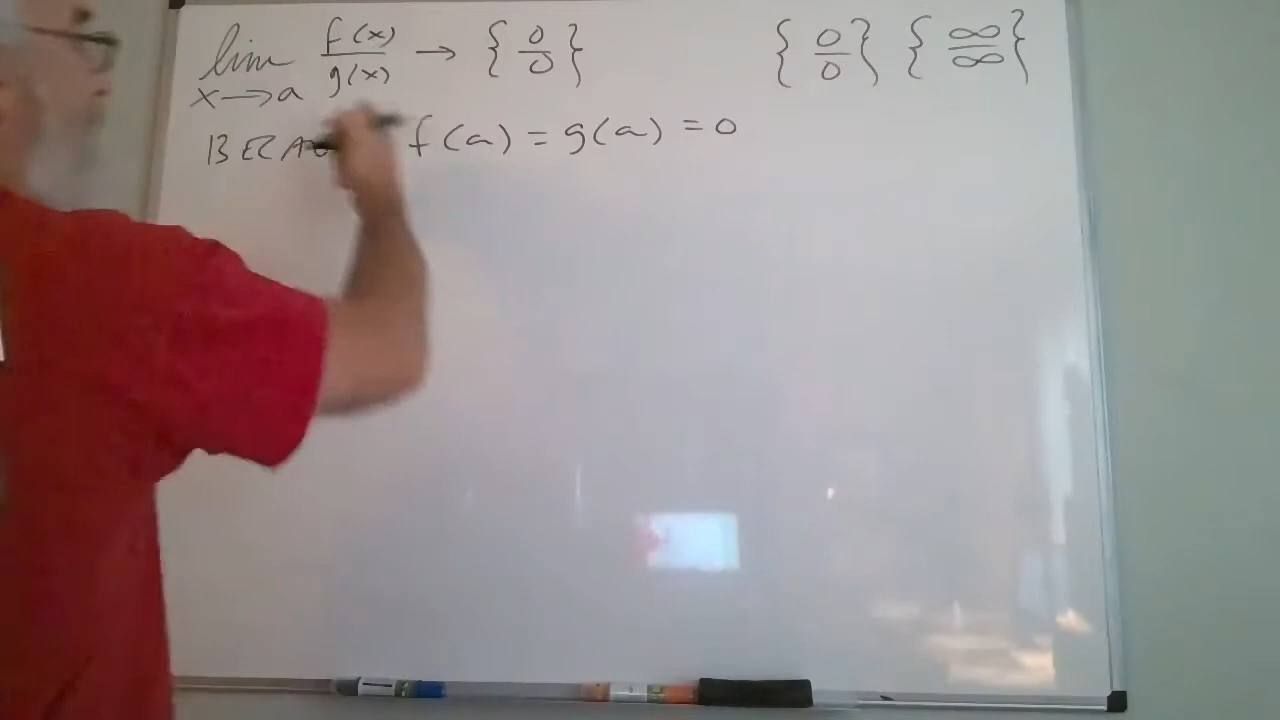 lim x→a f(x)/g(x) → { 0/0 } { 0/0 } { ∞/∞ }
f(a) = g(a) = 0